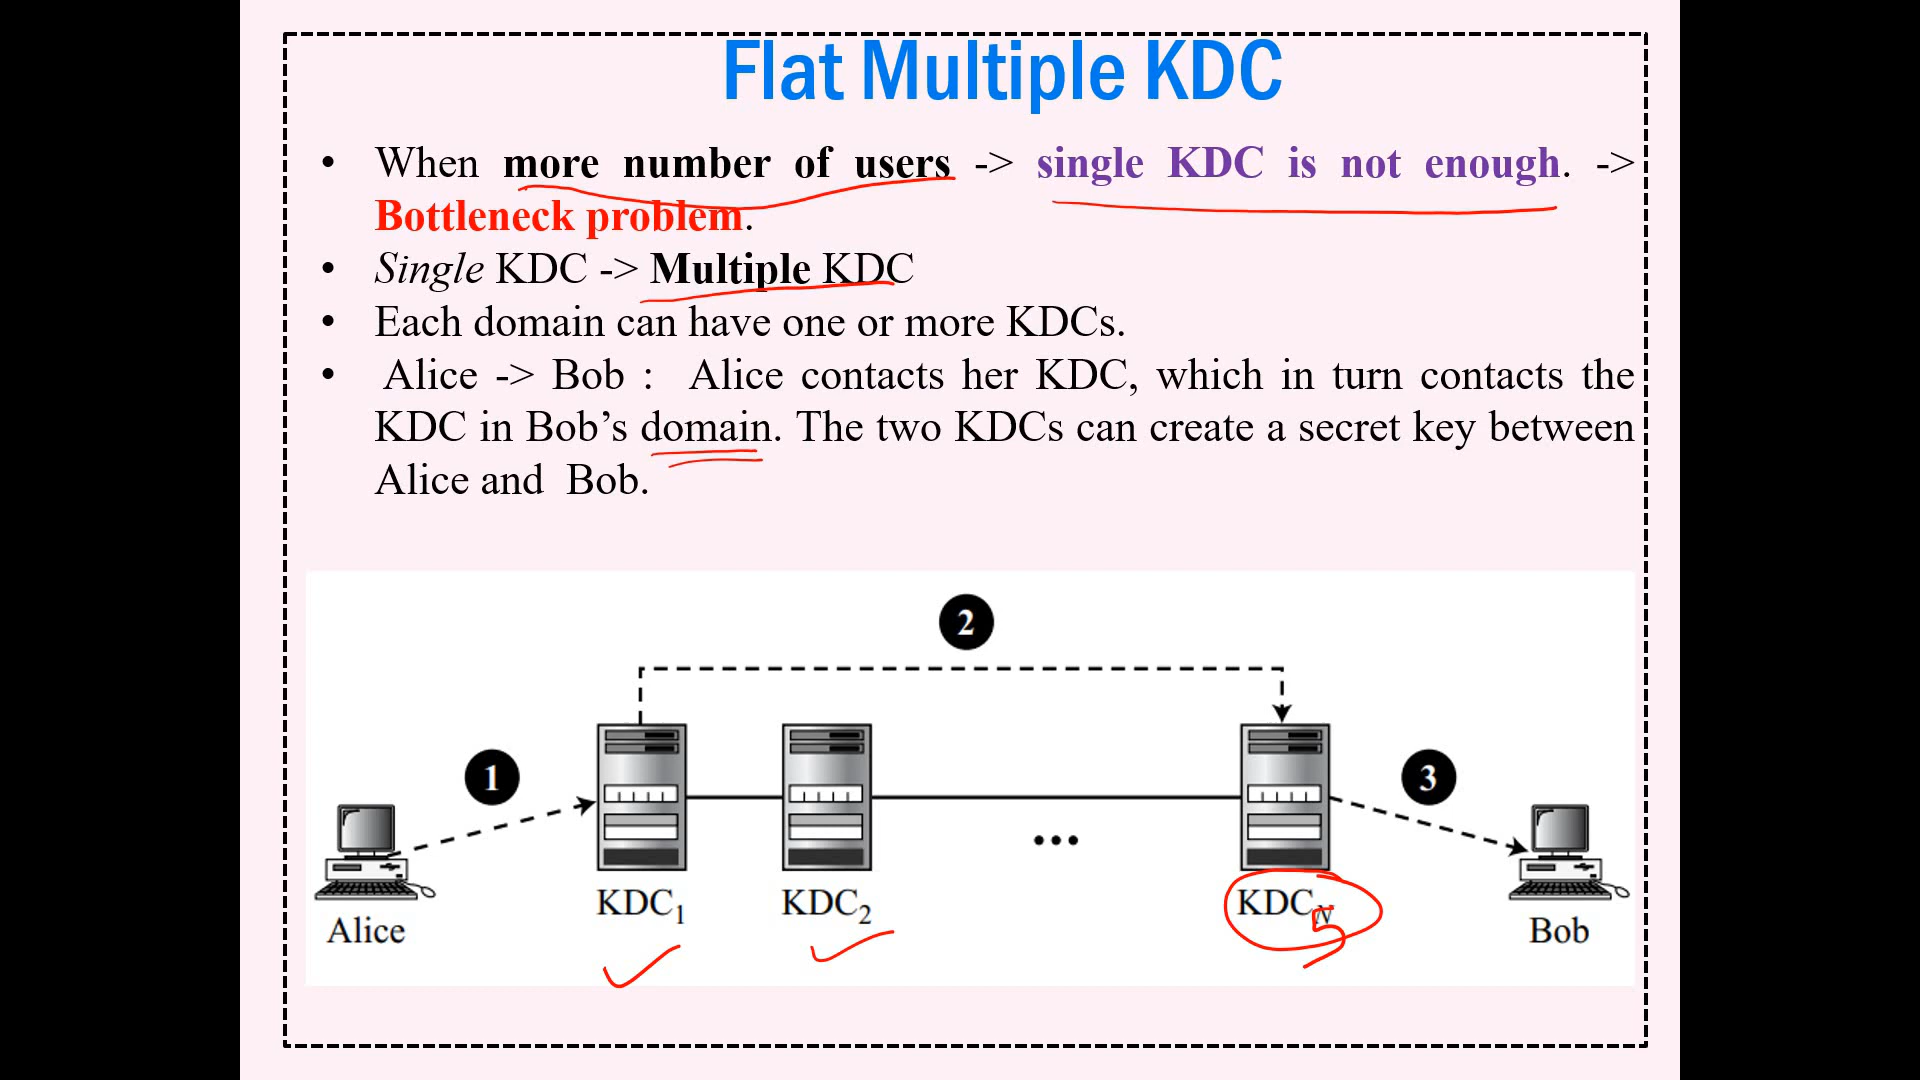 Flat Multiple KDC
• When more number of users -> single KDC is not enough. ->
Bottleneck problem.
• Single KDC -> Multiple KDC
• Each domain can have one or more KDCs.
• Alice -> Bob : Alice contacts her KDC, which in turn contacts the
KDC in Bob’s domain. The two KDCs can create a secret key between
Alice and Bob.
2
1
3
...
KDC1
KDC2
KDCN
5
Alice
Bob